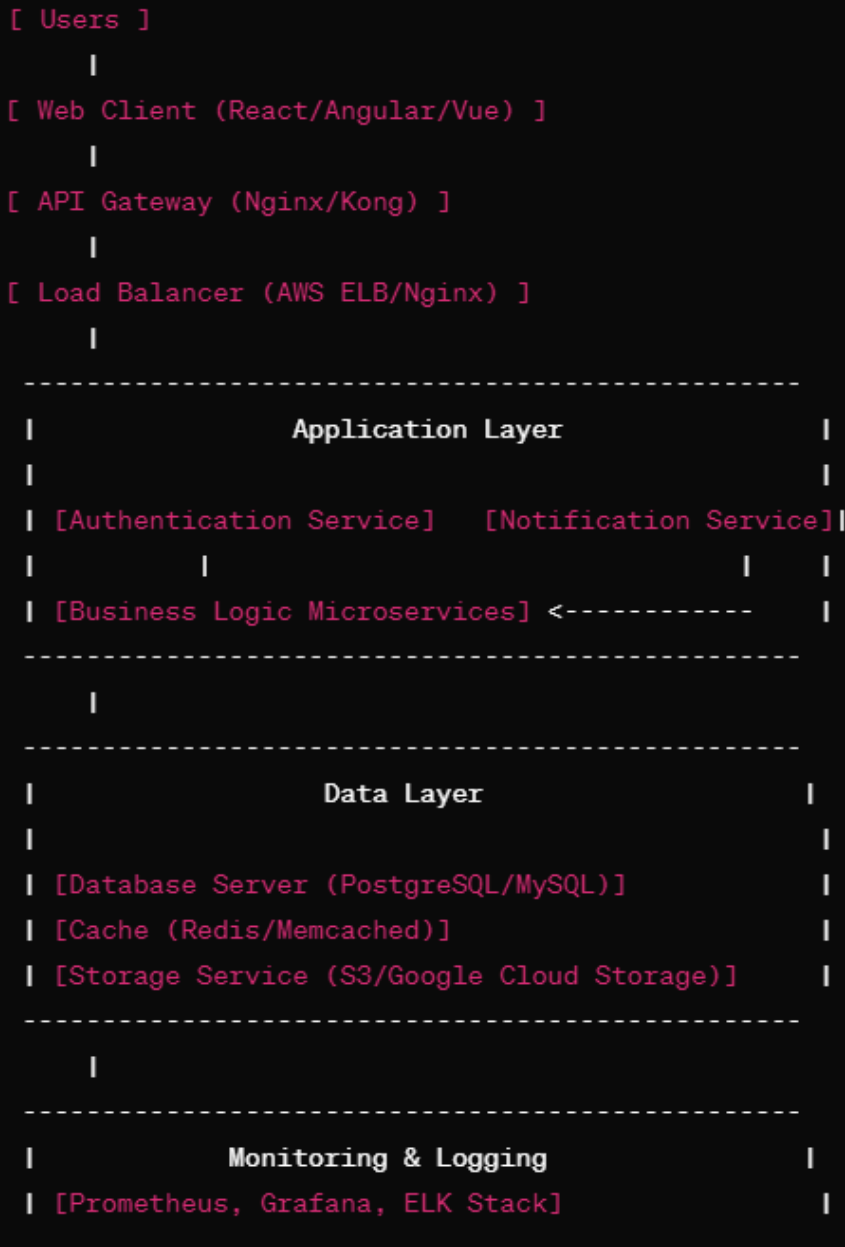 [ Users ]
|
[ Web Client (React/Angular/Vue) ]
|
[ API Gateway (Nginx/Kong) ]
|
[ Load Balancer (AWS ELB/Nginx) ]
|
-------------------------------------------------
| Application Layer |
| |
| [Authentication Service] [Notification Service]|
| | | |
| [Business Logic Microservices] <------------ |
-------------------------------------------------
|
-------------------------------------------------
| Data Layer |
| |
| [Database Server (PostgreSQL/MySQL)] |
| [Cache (Redis/Memcached)] |
| [Storage Service (S3/Google Cloud Storage)] |
-------------------------------------------------
|
-------------------------------------------------
| Monitoring & Logging |
| [Prometheus, Grafana, ELK Stack] |